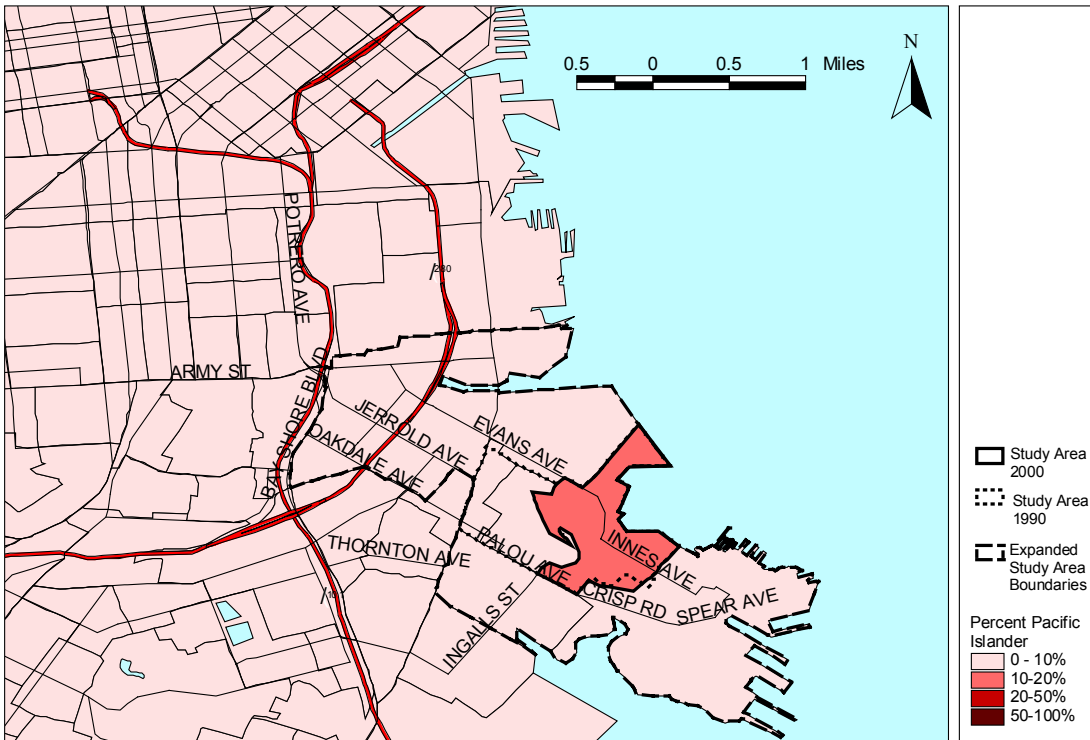 0.5 0 0.5 1 Miles
N
POTRERO AVE
280
ARMY ST
BAY SHORE BLVD
JERROLD AVE
OAKDALE AVE
EVANS AVE
THORNTON AVE
PALOU AVE
INNES AVE
CRISP RD
SPEAR AVE
INGALLS ST
Study Area
2000
Study Area
1990
Expanded
Study Area
Boundaries
Percent Pacific
Islander
0 - 10%
10-20%
20-50%
50-100%